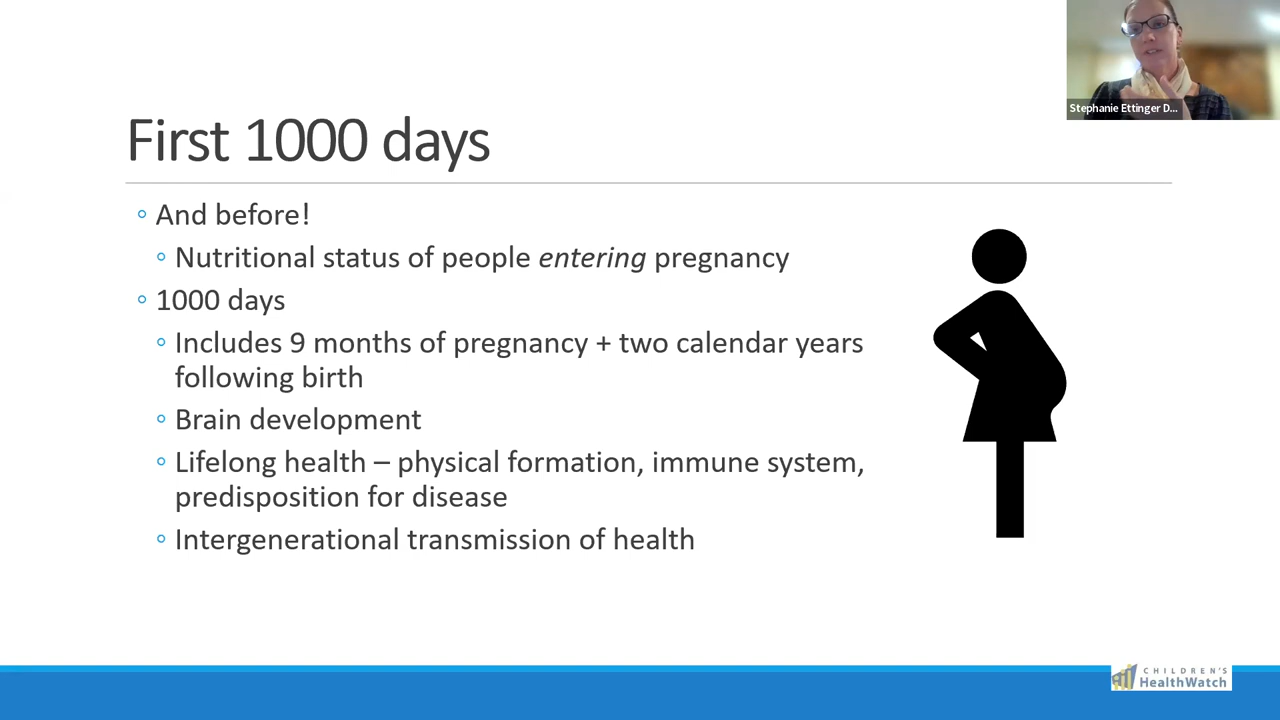 Stephanie Ettinger D...
First 1000 days
◦ And before!
◦ Nutritional status of people entering pregnancy
◦ 1000 days
◦ Includes 9 months of pregnancy + two calendar years
following birth
◦ Brain development
◦ Lifelong health – physical formation, immune system,
predisposition for disease
◦ Intergenerational transmission of health
CHILDREN'S
HealthWatch